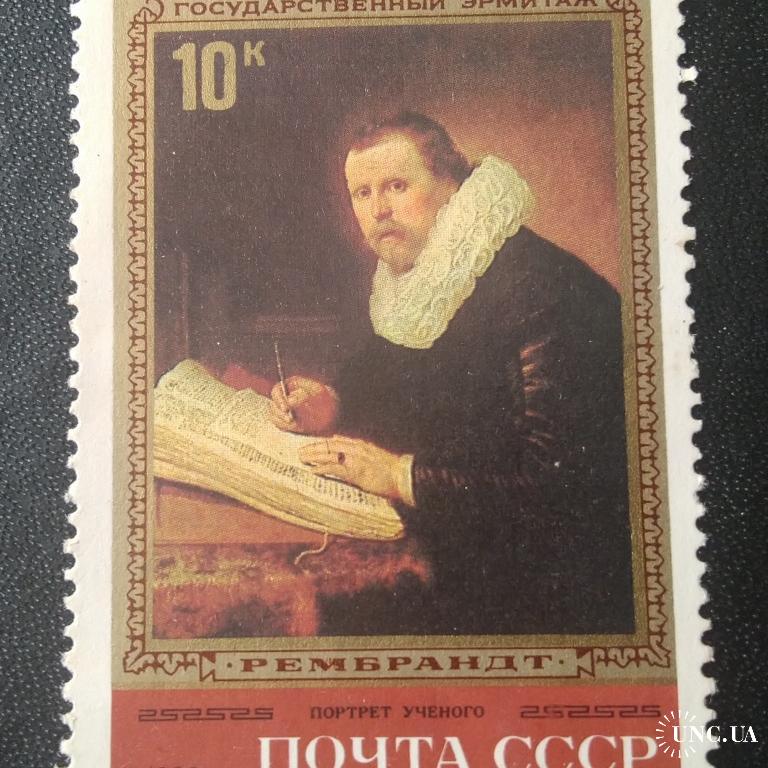 ГОСУДАРСТВЕННЫЙ ЭРМИТАЖ
10К
· РЕМБРАНДТ ·
ПОРТРЕТ УЧЕНОГО
ПОЧТА СССР
UNC.UA